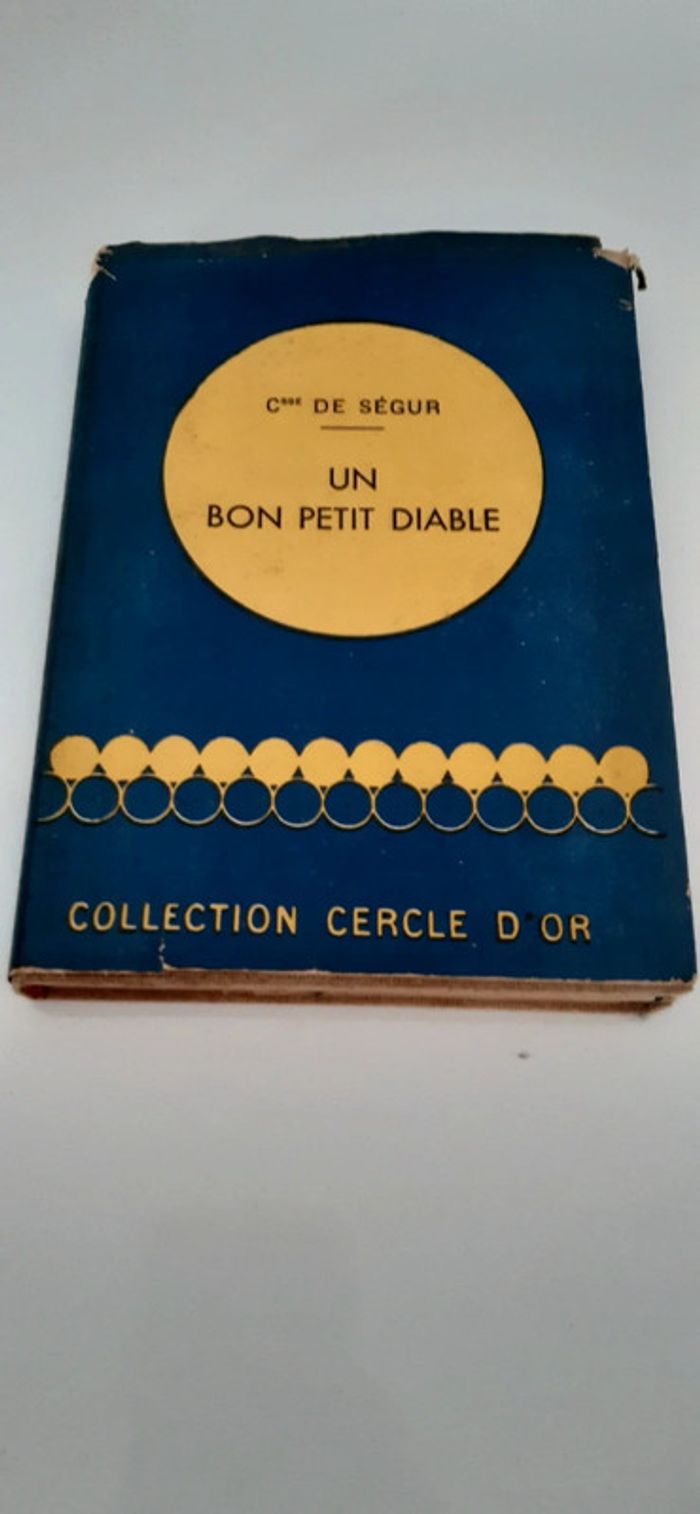 Csse DE SÉGUR
UN
BON PETIT DIABLE
COLLECTION CERCLE D'OR